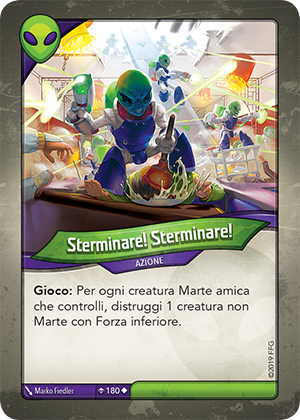 Sterminare! Sterminare!
AZIONE
Gioco: Per ogni creatura Marte amica
che controlli, distruggi 1 creatura non
Marte con Forza inferiore.
©2019 FFG
Marko Fiedler
180